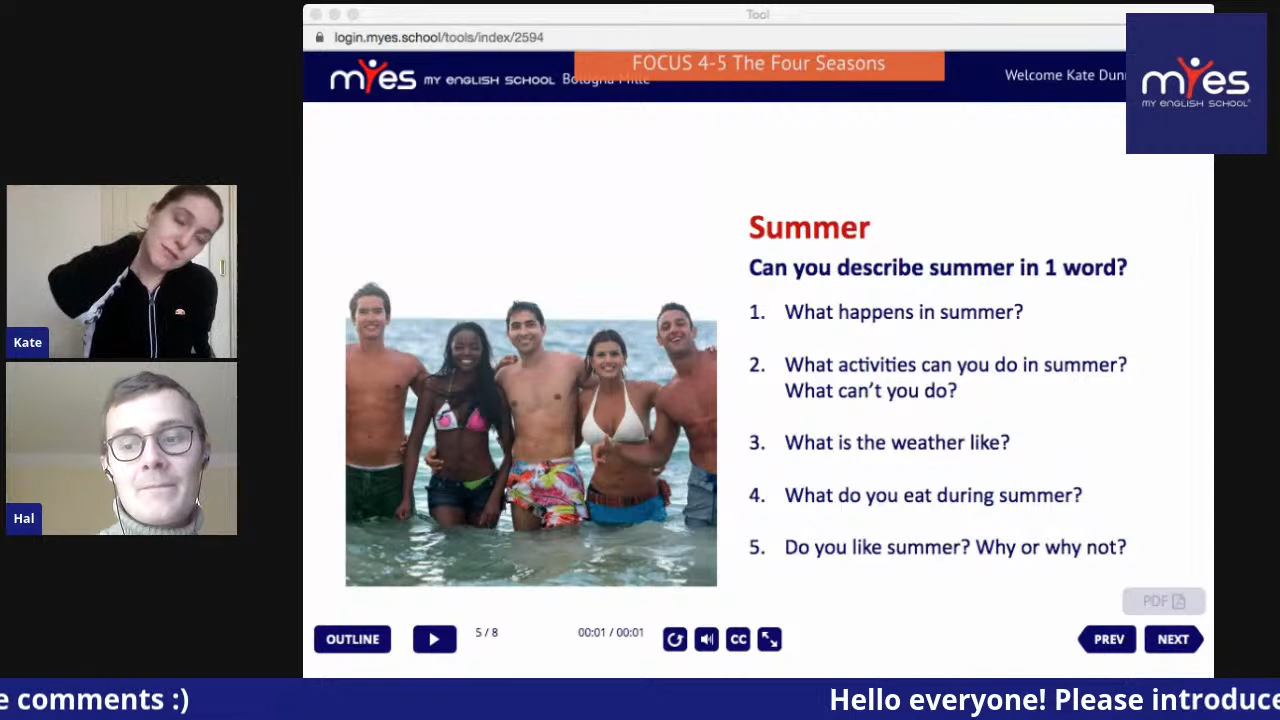 Tool
login.myes.school/tools/index/2594
FOCUS 4-5 The Four Seasons
myes MY ENGLISH SCHOOL Bologna Mille
Welcome Kate
myes
MY ENGLISH SCHOOL
Summer
Can you describe summer in 1 word?
1. What happens in summer?
2. What activities can you do in summer?
What can't you do?
3. What is the weather like?
4. What do you eat during summer?
5. Do you like summer? Why or why not?
Kate
Hal
PDF
OUTLINE
5 / 8
00:01 / 00:01
CC
PREV
NEXT
e comments :)
Hello everyone! Please introduce